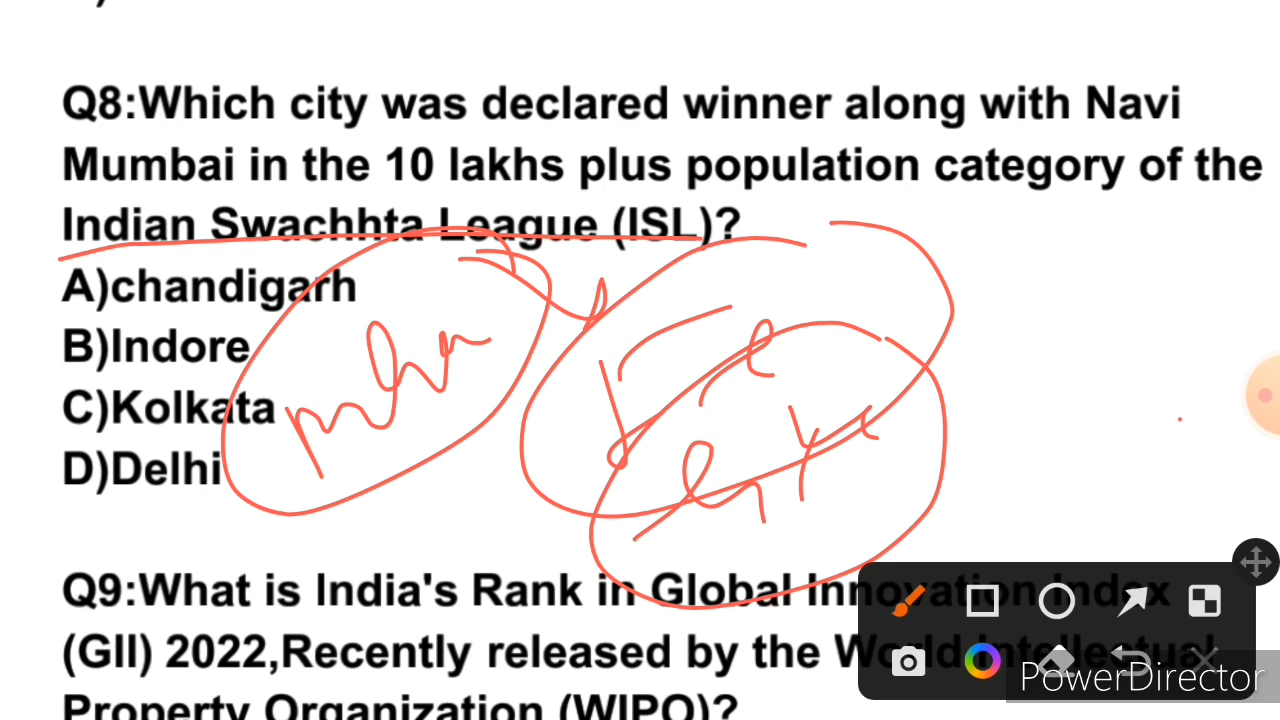 Q8:Which city was declared winner along with Navi
Mumbai in the 10 lakhs plus population category of the
Indian Swachhta League (ISL)?
A)chandigarh
B)Indore
C)Kolkata
D)Delhi
Q9:What is India's Rank in Global Innovation Index
(GII) 2022,Recently released by the World Intellectual
Property Organization (WIPO)?
PowerDirector